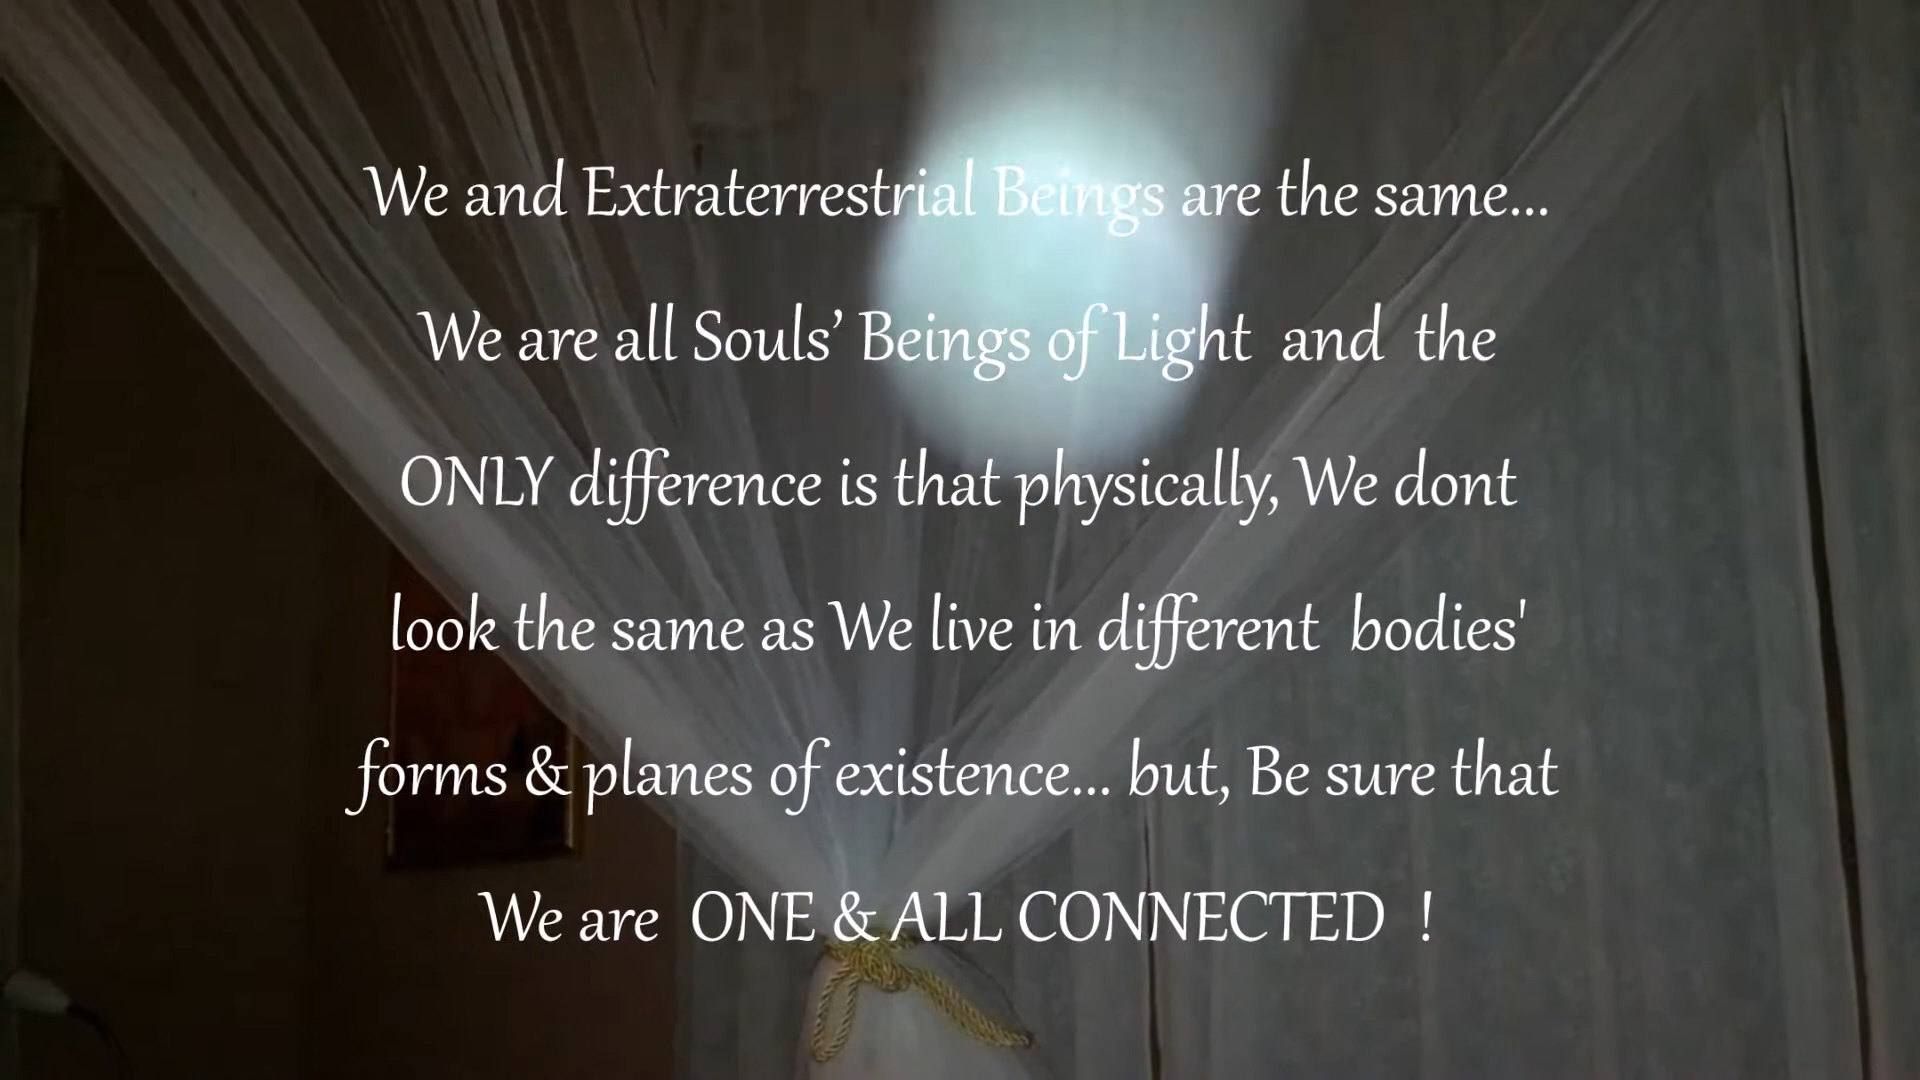 We and Extraterrestrial Beings are the same...
We are all Souls’ Beings of Light and the
ONLY difference is that physically, We dont
look the same as We live in different bodies'
forms & planes of existence... but, Be sure that
We are ONE & ALL CONNECTED !